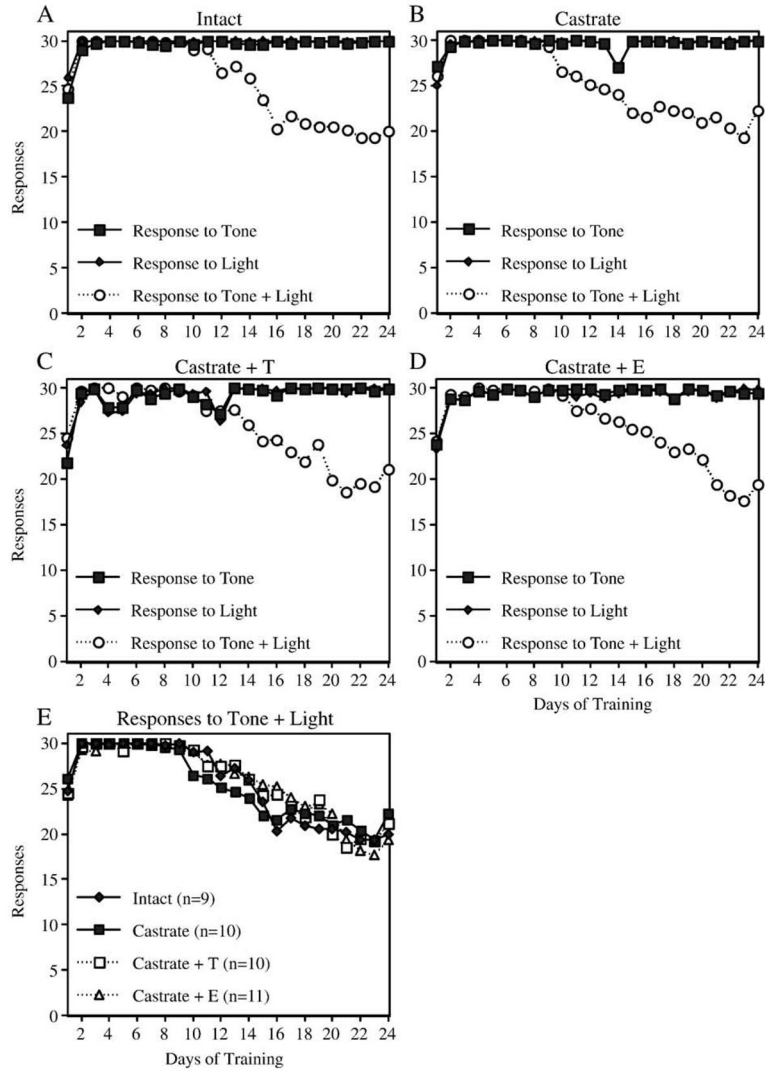 A
Intact
30
25
20
15
10
5
0
Responses
Response to Tone
Response to Light
Response to Tone + Light
2 4 6 8 10 12 14 16 18 20 22 24
B
Castrate
30
25
20
15
10
5
0
Response to Tone
Response to Light
Response to Tone + Light
2 4 6 8 10 12 14 16 18 20 22 24
C
Castrate + T
30
25
20
15
10
5
0
Responses
Response to Tone
Response to Light
Response to Tone + Light
2 4 6 8 10 12 14 16 18 20 22 24
D
Castrate + E
30
25
20
15
10
5
0
Response to Tone
Response to Light
Response to Tone + Light
2 4 6 8 10 12 14 16 18 20 22 24
Days of Training
E
Responses to Tone + Light
30
25
20
15
10
5
0
Responses
Intact (n=9)
Castrate (n=10)
Castrate + T (n=10)
Castrate + E (n=11)
2 4 6 8 10 12 14 16 18 20 22 24
Days of Training